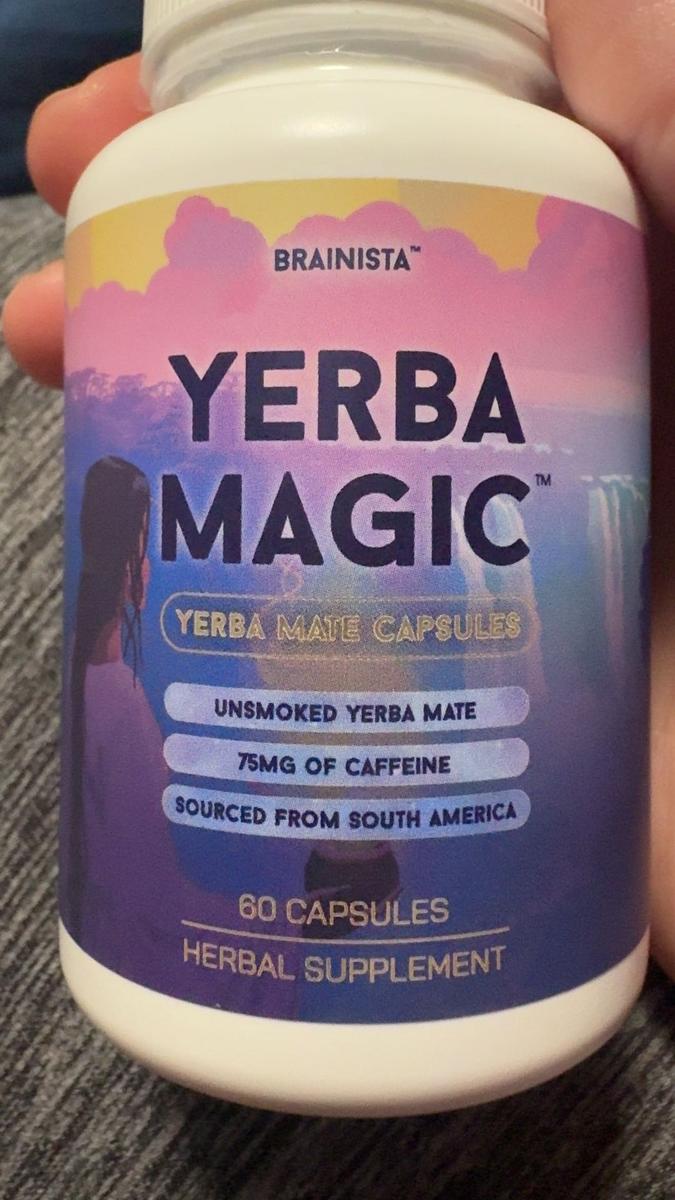 BRAINISTA™
YERBA
MAGIC™
YERBA MATE CAPSULES
UNSMOKED YERBA MATE
75MG OF CAFFEINE
SOURCED FROM SOUTH AMERICA
60 CAPSULES
HERBAL SUPPLEMENT